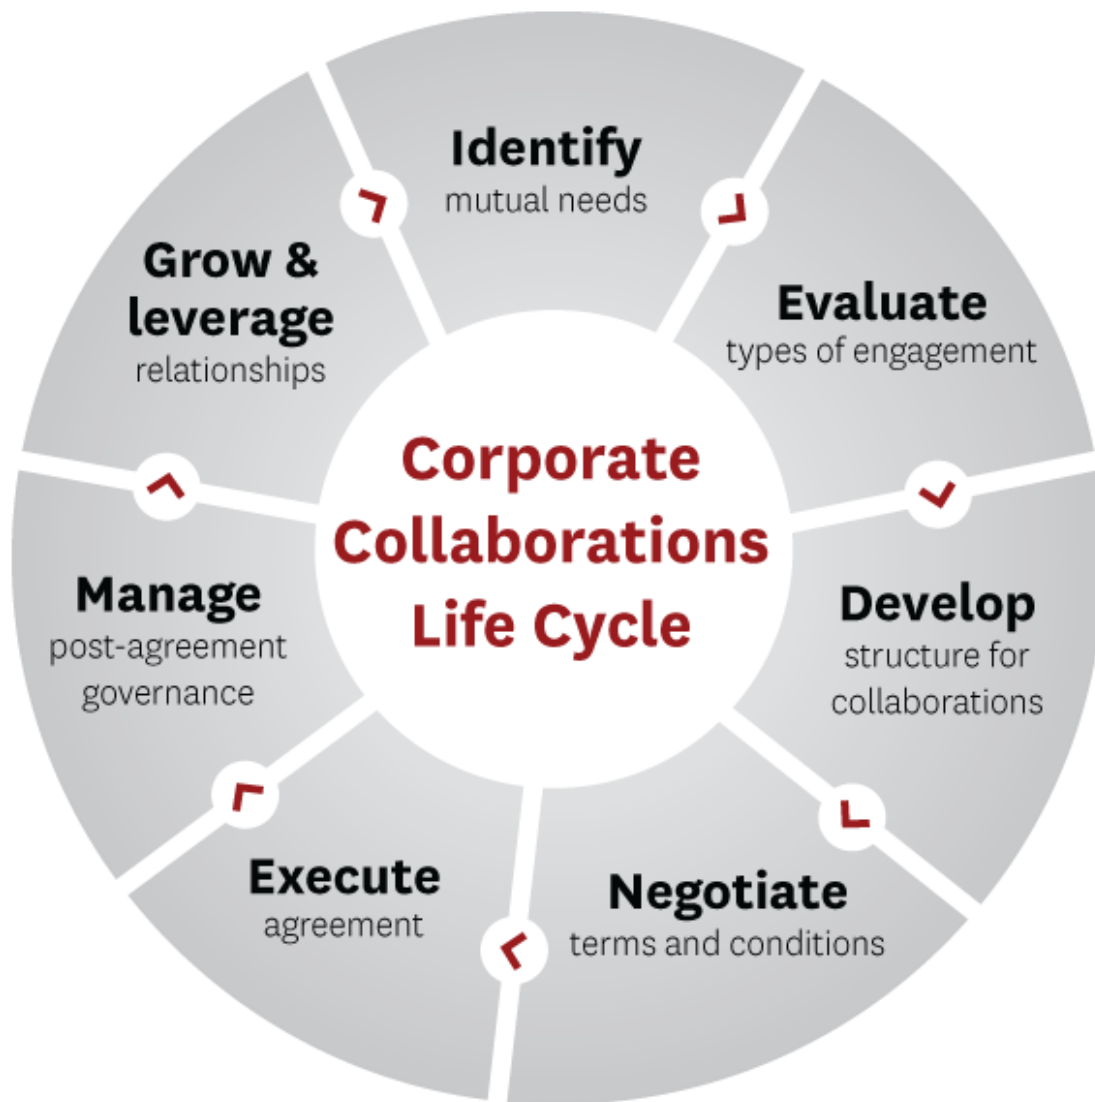 Identify
mutual needs
Evaluate
types of engagement
Develop
structure for
collaborations
Negotiate
terms and conditions
Execute
agreement
Manage
post-agreement
governance
Grow &
leverage
relationships
Corporate
Collaborations
Life Cycle